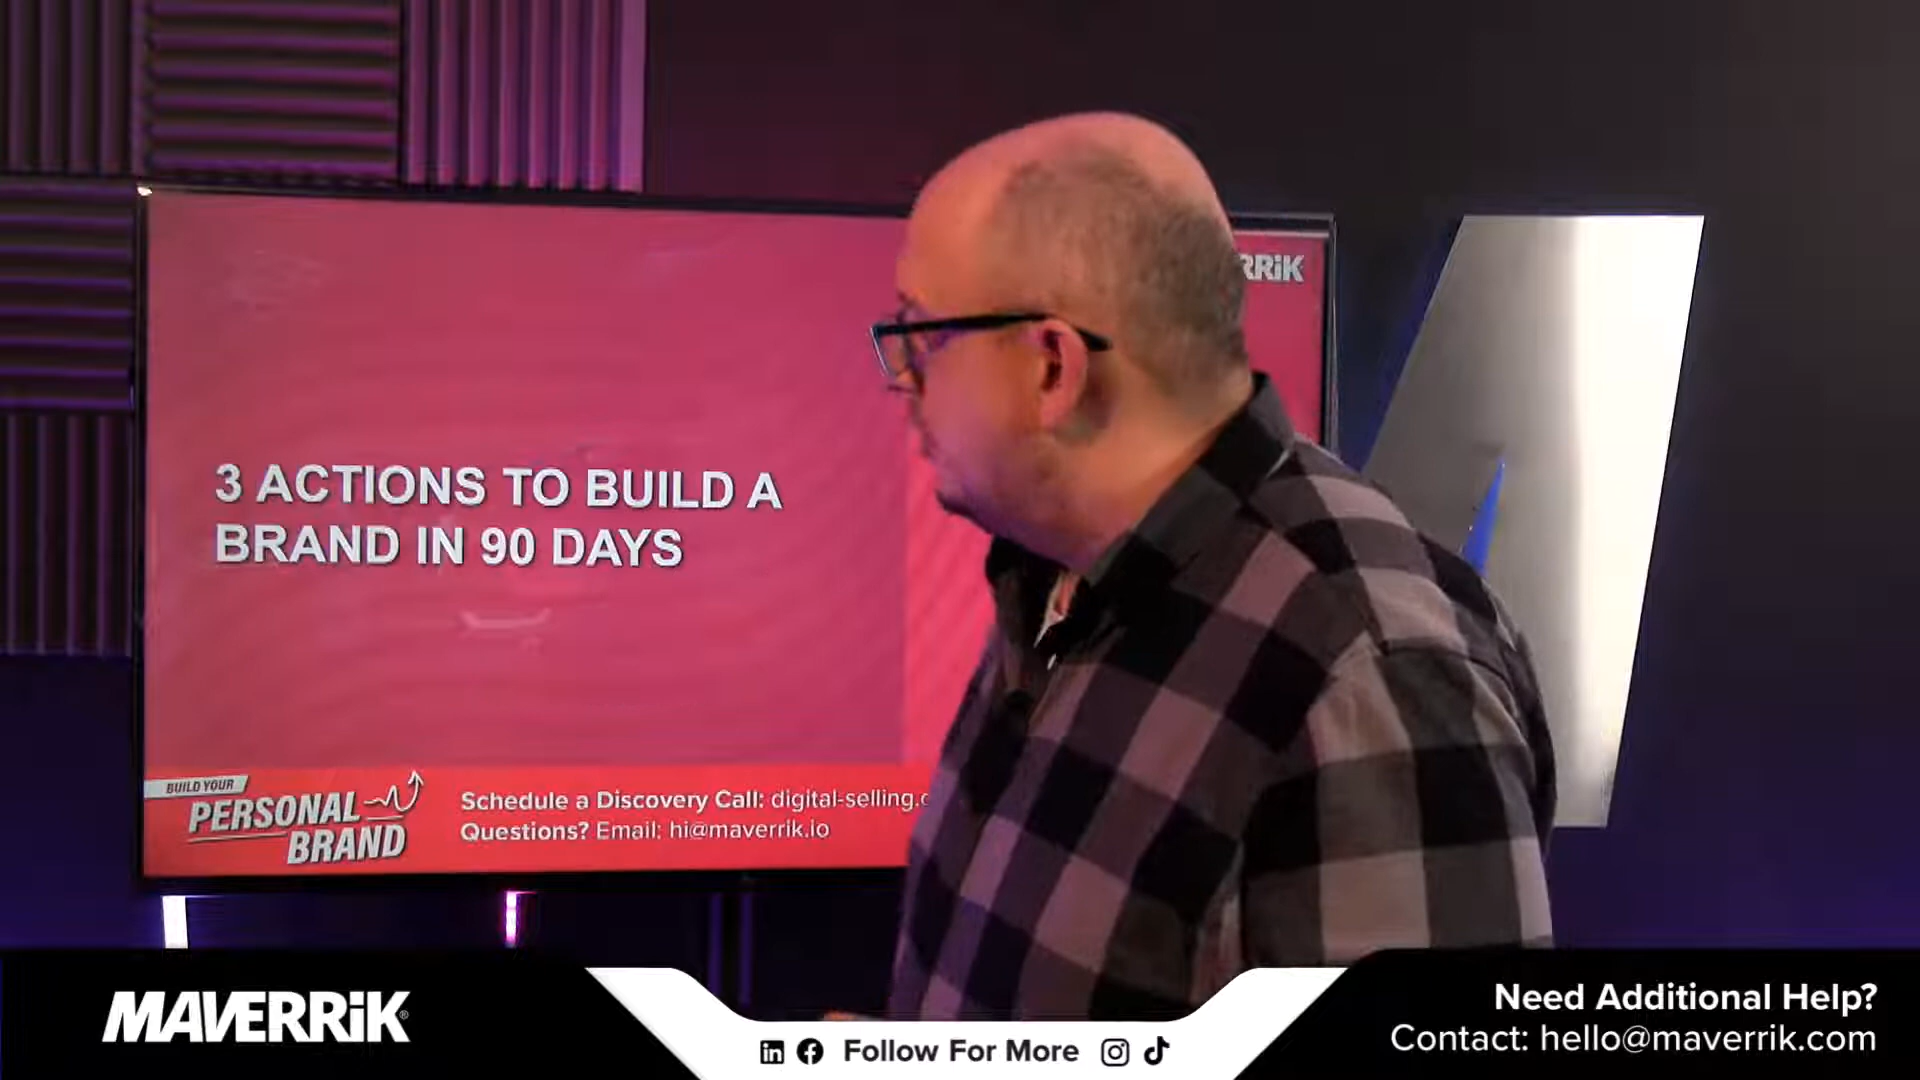 RRiK
3 ACTIONS TO BUILD A
BRAND IN 90 DAYS
BUILD YOUR
PERSONAL
BRAND
Schedule a Discovery Call: digital-selling.
Questions? Email: hi@maverrik.io
MAVERRiK®
Follow For More
Need Additional Help?
Contact: hello@maverrik.com